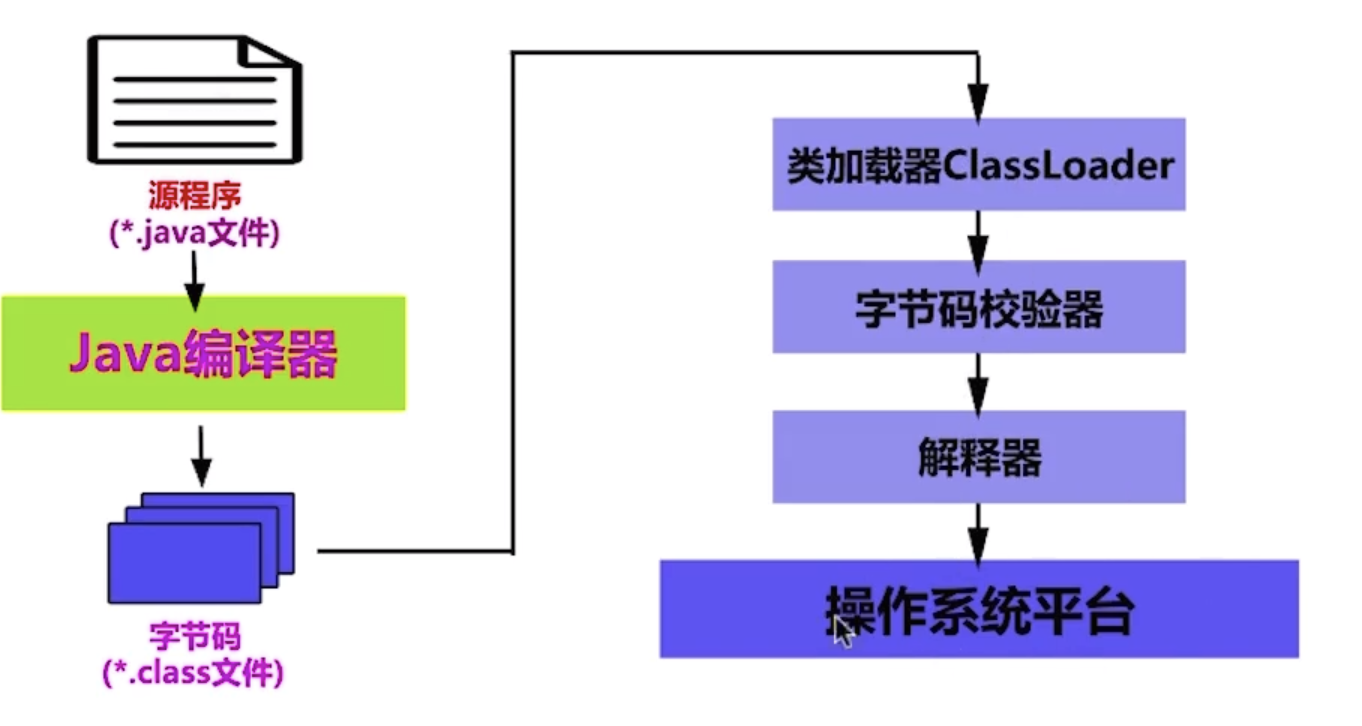 源程序
(*.java文件)
Java编译器
字节码
(*.class文件)
类加载器ClassLoader
字节码校验器
解释器
操作系统平台